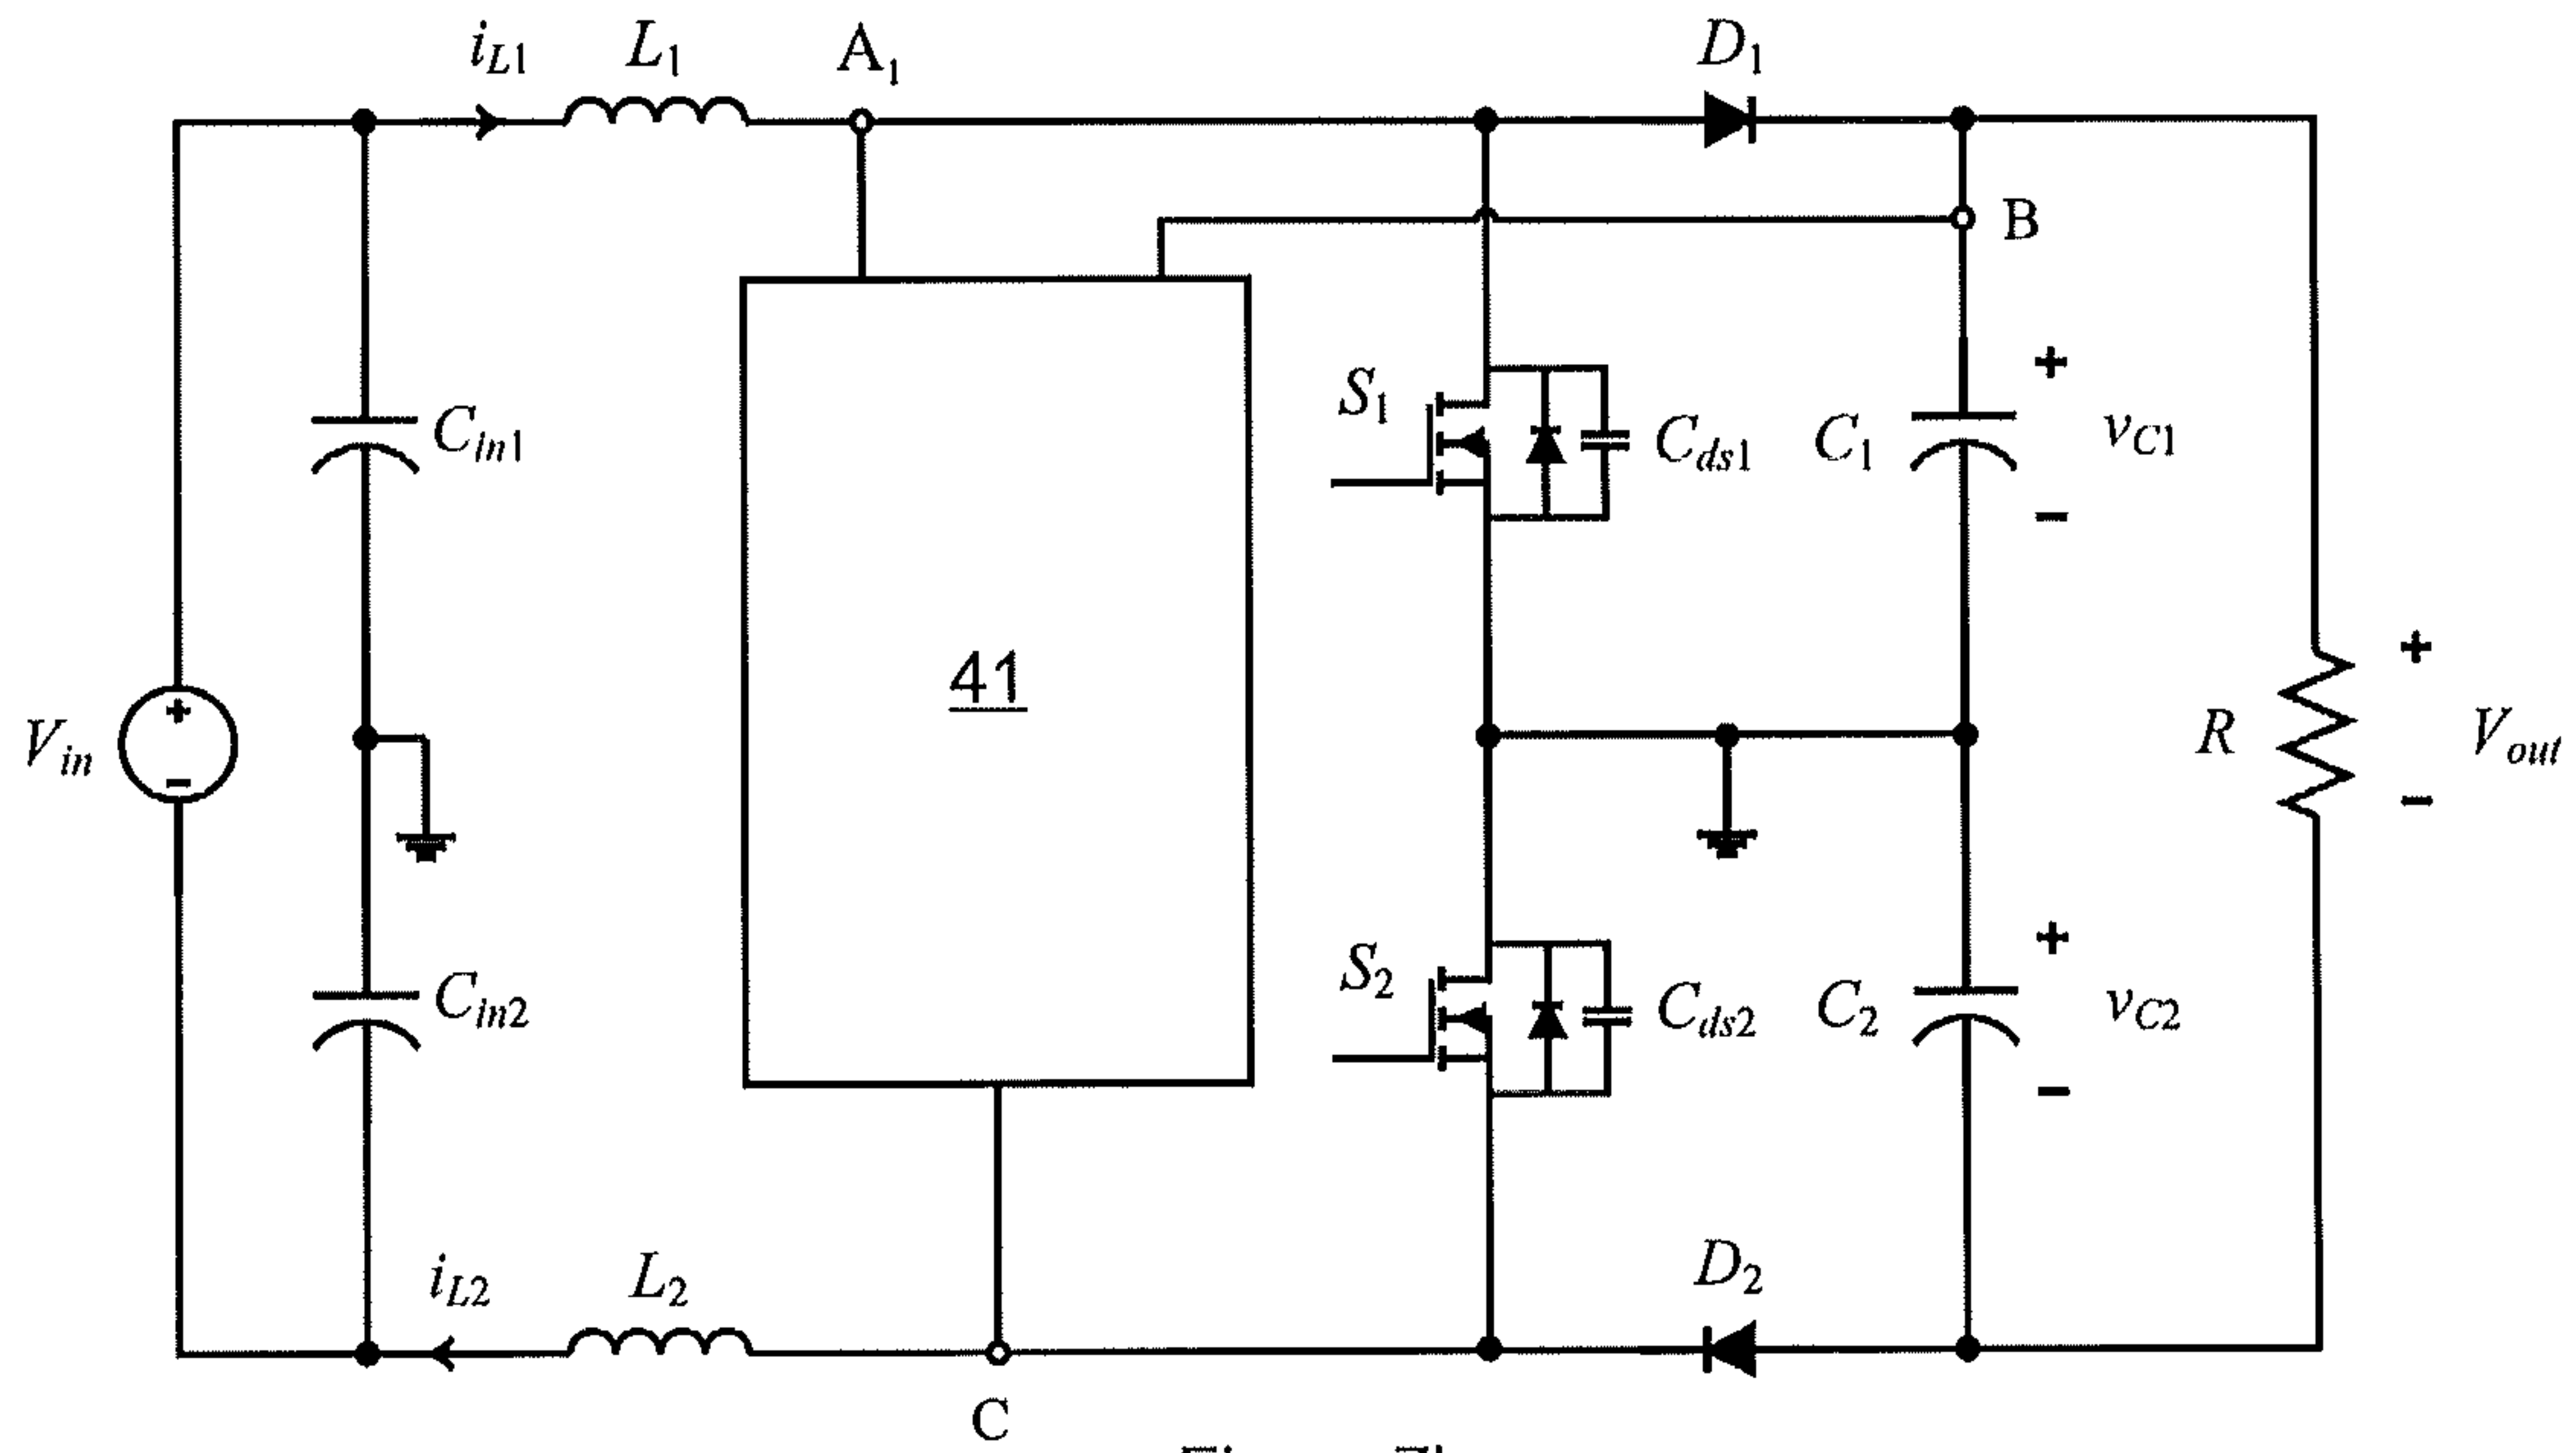 iL1
L1
A1
D1
B
Cin1
S1
Cds1
C1
+
vC1
−
41
Vin
+
−
R
+
Vout
−
Cin2
S2
Cds2
C2
+
vC2
−
iL2
L2
D2
C